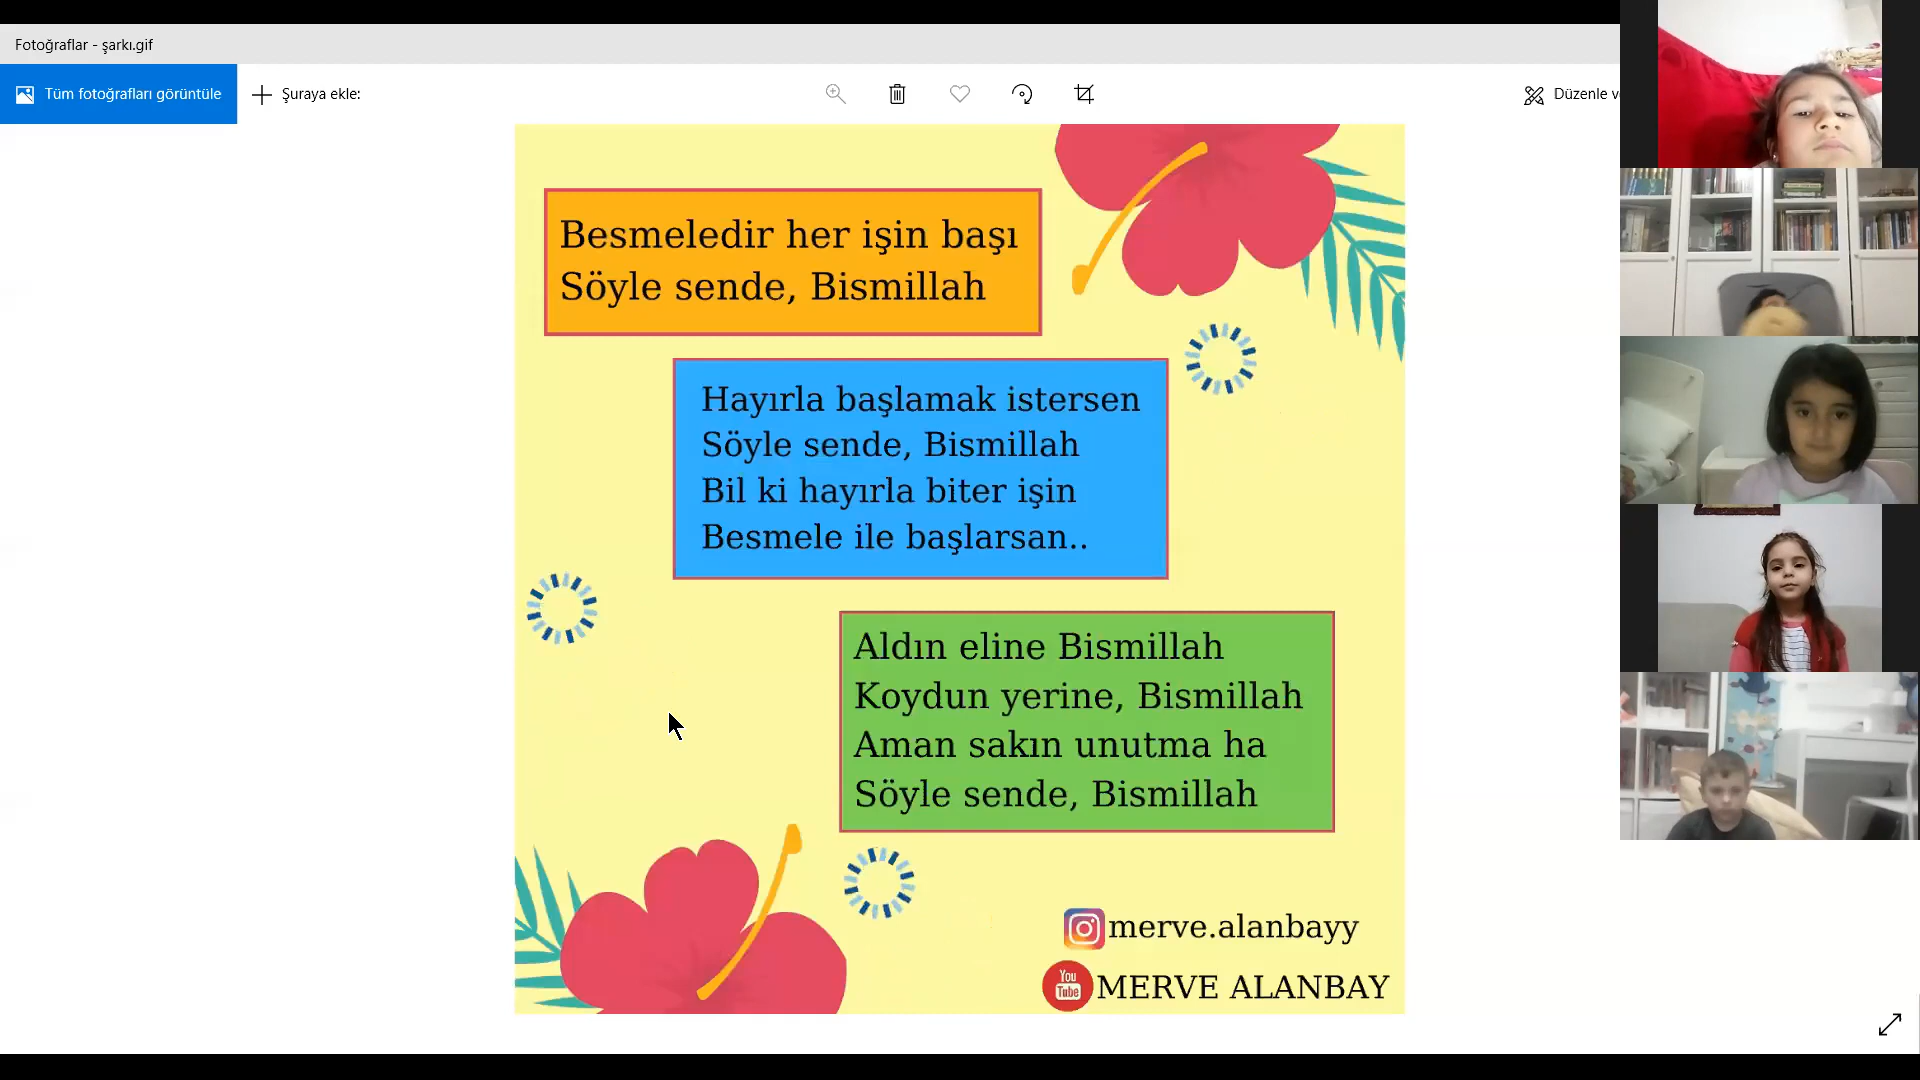 Fotoğraflar - şarkı.gif
Tüm fotoğrafları görüntüle
Şuraya ekle:
Düzenle v
Besmeledir her işin başı
Söyle sende, Bismillah
Hayırla başlamak istersen
Söyle sende, Bismillah
Bil ki hayırla biter işin
Besmele ile başlarsan..
Aldın eline Bismillah
Koydun yerine, Bismillah
Aman sakın unutma ha
Söyle sende, Bismillah
merve.alanbayy
You
Tube
MERVE ALANBAY